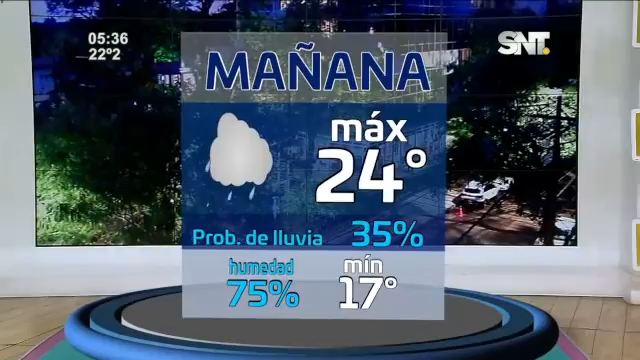 05:36
22°2
SNT.
MAÑANA
máx
24°
Prob. de lluvia 35%
humedad
75%
mín
17°